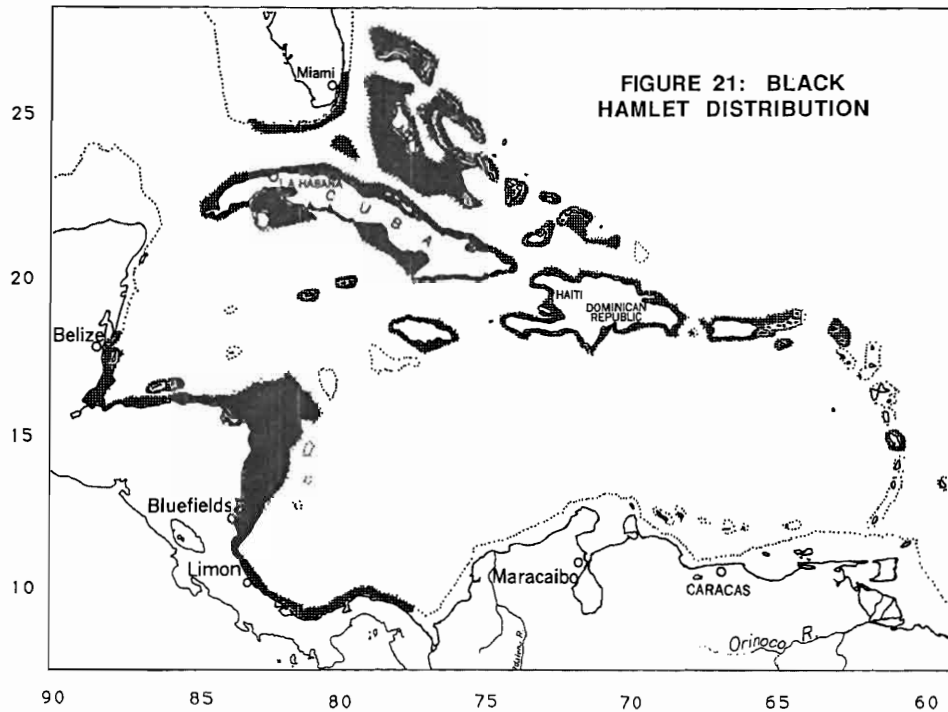 FIGURE 21: BLACK
HAMLET DISTRIBUTION
Miami
25
LA HABANA
CUBA
20
HAITI
DOMINICAN
REPUBLIC
Belize
15
Bluefields
Limon
Maracaibo
CARACAS
10
Orinoco R.
90 85 80 75 70 65 60